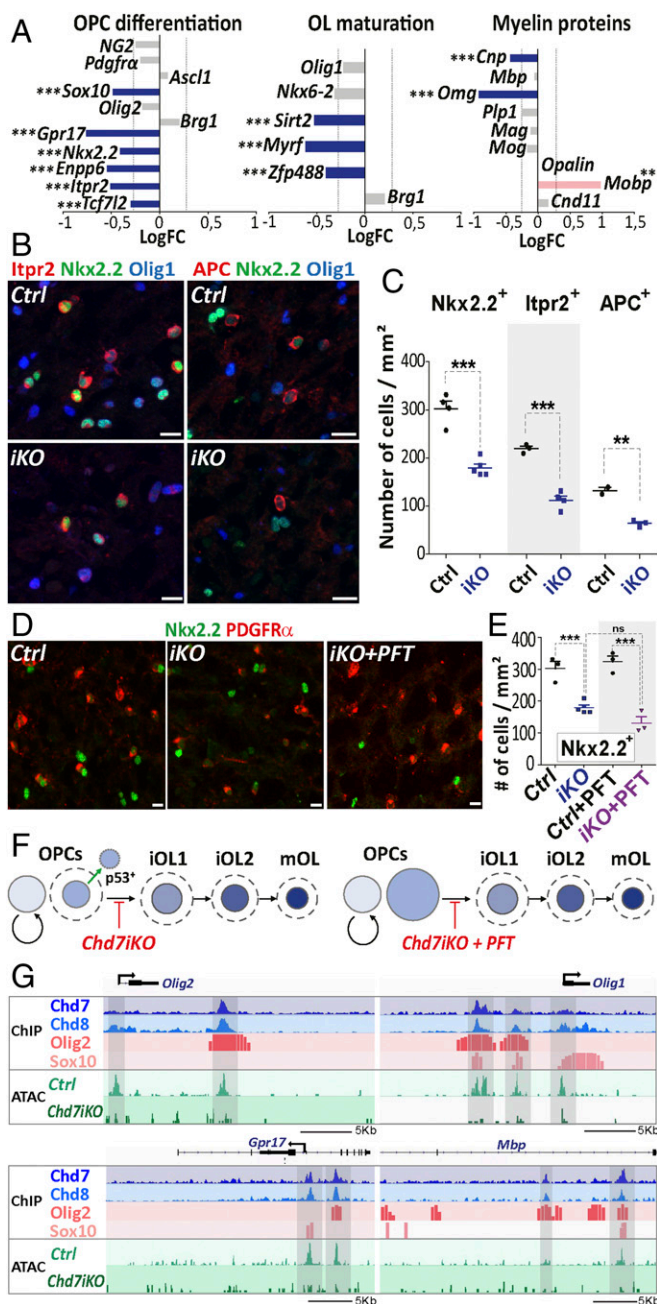 A
OPC differentiation
OL maturation
Myelin proteins
NG2
Pdgfrα
Ascl1
***Sox10
Olig2
Brg1
***Gpr17
***Nkx2.2
***Enpp6
***Itpr2
***Tcf7l2
-1 -0,5 0 0,5 1
LogFC
Olig1
Nkx6-2
***Sirt2
***Myrf
***Zfp488
Brg1
-1 -0,5 0 0,5 1
LogFC
***Cnp
Mbp
***Omg
Plp1
Mag
Mog
Opalin
Mobp**
Cnd11
-1 -0,5 0 0,5 1 1,5
LogFC
B
Itpr2 Nkx2.2 Olig1
APC Nkx2.2 Olig1
Ctrl
Ctrl
iKO
iKO
C
Nkx2.2+ Itpr2+ APC+
Number of cells / mm²
400
300
200
100
0
***
***
**
Ctrl iKO Ctrl iKO Ctrl iKO
D
Nkx2.2 PDGFRα
Ctrl
iKO
iKO+PFT
E
# of cells / mm²
400
300
200
100
0
ns
***
***
Nkx2.2+
Ctrl iKO Ctrl+PFT iKO+PFT
F
OPCs
p53+
iOL1 iOL2 mOL
Chd7iKO
OPCs
iOL1 iOL2 mOL
Chd7iKO + PFT
G
Olig2
Olig1
ChIP
Chd7
Chd8
Olig2
Sox10
ATAC
Ctrl
Chd7iKO
5Kb
5Kb
Gpr17
Mbp
ChIP
Chd7
Chd8
Olig2
Sox10
ATAC
Ctrl
Chd7iKO
5Kb
5Kb